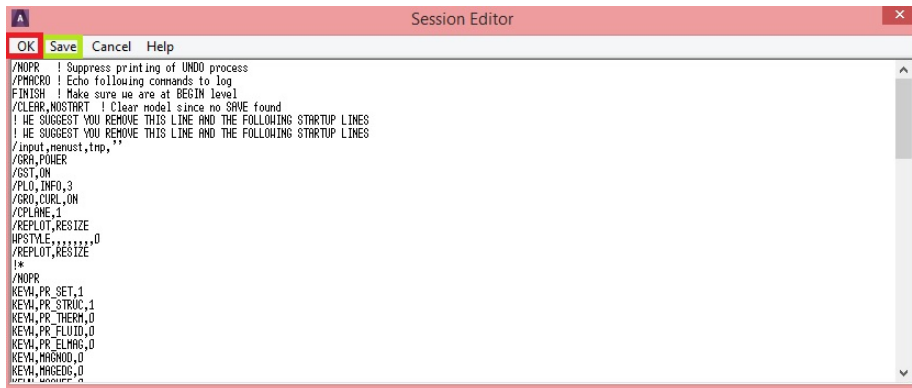 A
Session Editor
×
OK Save Cancel Help
/NOPR ! Suppress printing of UNDO process
/PMACRO ! Echo following commands to log
FINISH ! Make sure we are at BEGIN level
/CLEAR,NOSTART ! Clear model since no SAVE found
! WE SUGGEST YOU REMOVE THIS LINE AND THE FOLLOWING STARTUP LINES
! WE SUGGEST YOU REMOVE THIS LINE AND THE FOLLOWING STARTUP LINES
/input,menust,tmp,''
/GRA,POWER
/GST,ON
/PLO,INFO,3
/GRO,CURL,ON
/CPLANE,1
/REPLOT,RESIZE
WPSTYLE,,,,,,,,0
/REPLOT,RESIZE
!*
/NOPR
KEYW,PR_SET,1
KEYW,PR_STRUC,1
KEYW,PR_THERM,0
KEYW,PR_FLUID,0
KEYW,PR_ELMAG,0
KEYW,MAGNOD,0
KEYW,MAGEDG,0